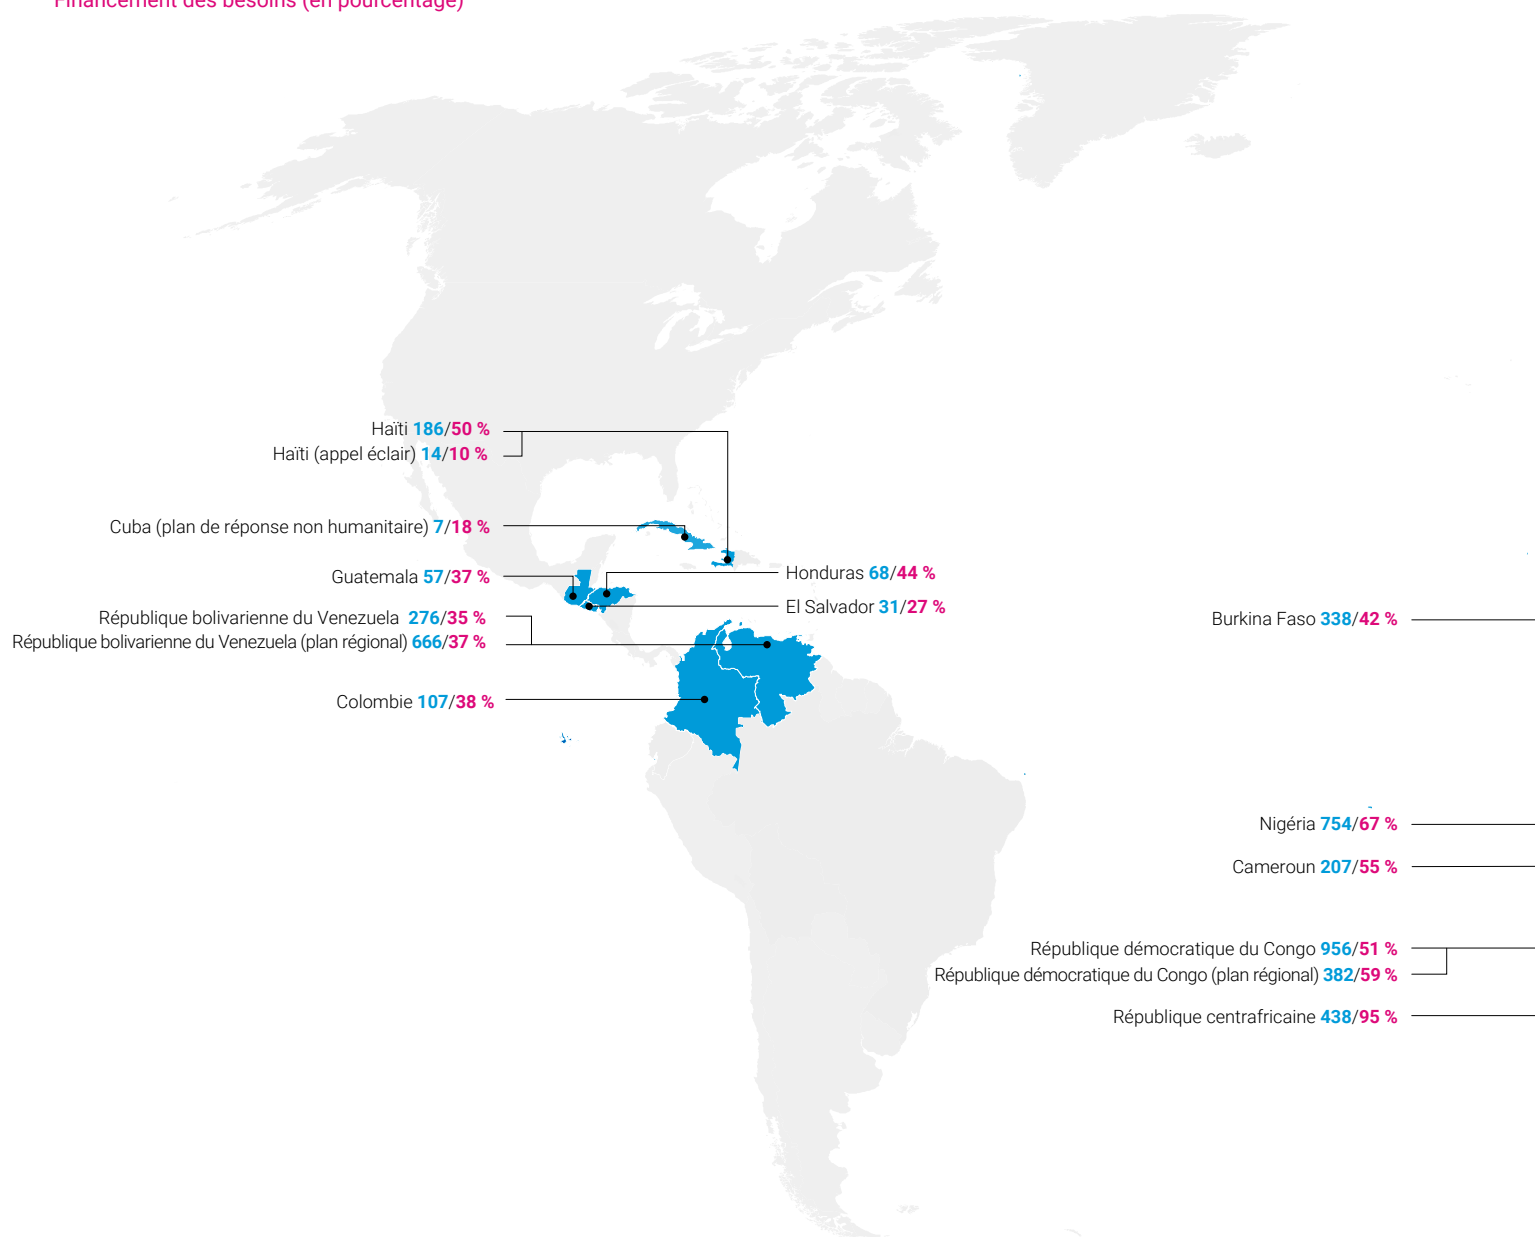 Financement des besoins (en pourcentage)
Haïti 186/50 %
Haïti (appel éclair) 14/10 %
Cuba (plan de réponse non humanitaire) 7/18 %
Guatemala 57/37 %
Honduras 68/44 %
El Salvador 31/27 %
République bolivarienne du Venezuela 276/35 %
République bolivarienne du Venezuela (plan régional) 666/37 %
Colombie 107/38 %
Burkina Faso 338/42 %
Nigéria 754/67 %
Cameroun 207/55 %
République démocratique du Congo 956/51 %
République démocratique du Congo (plan régional) 382/59 %
République centrafricaine 438/95 %